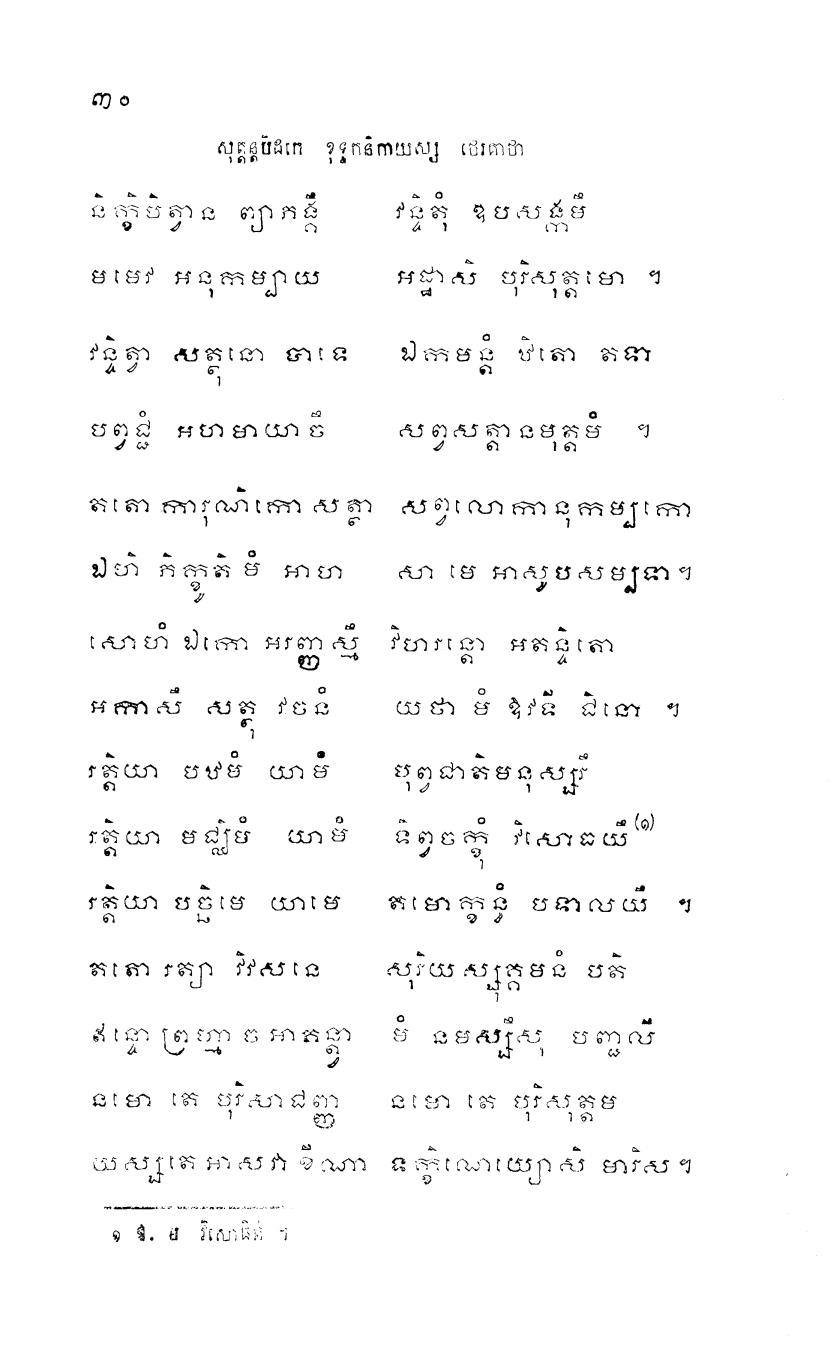 ៣០
សុត្តន្តបិដកេ ខុទ្ទកនិកាយស្ស ថេរគាថា
និក្ខិបិត្វាន ព្យាភង្គឹ វន្ទិតុំ ឧបសង្កមឹ
មមេវ អនុកម្បាយ អដ្ឋាសិ បុរិសុត្តមោ ។
វន្ទិត្វា សត្ថុនោ បាទេ ឯកមន្តំ ឋិតោ តទា
បព្វជ្ជំ អហមាយាចឹ សព្វសត្តានមុត្តមំ ។
តតោ ការុណិកោ សត្ថា សព្វលោកានុកម្បកោ
ឯហិ ភិក្ខូតិ មំ អាហ សា មេ អាសូបសម្បទា។
សោហំ ឯកោ អរញ្ញស្មឹ វិហរន្តោ អតន្ទិតោ
អកាសឹ សត្ថុ វចនំ យថា មំ ឱវទី ជិនោ ។
រត្តិយា បឋមំ យាមំ បុព្វជាតិមនុស្សរឹ
រត្តិយា មជ្ឈិមំ យាមំ ទិព្វចក្ខុំ វិសោធយឹ(១)
រត្តិយា បច្ឆិមេ យាមេ តមោក្ខន្ធំ បទាលយឹ ។
តតោ រត្យា វិវសនេ សុរិយស្សុគ្គមនំ បតិ
ឥន្ទោ ព្រហ្មា ច អាគន្ត្វា មំ នមស្សឹសុ បញ្ជលី
នមោ តេ បុរិសាជញ្ញ នមោ តេ បុរិសុត្តម
យស្ស តេ អាសវា ខីណា ទក្ខិណេយ្យោសិ មារិស។
១ ឱ. ម វិសោធិតំ ។